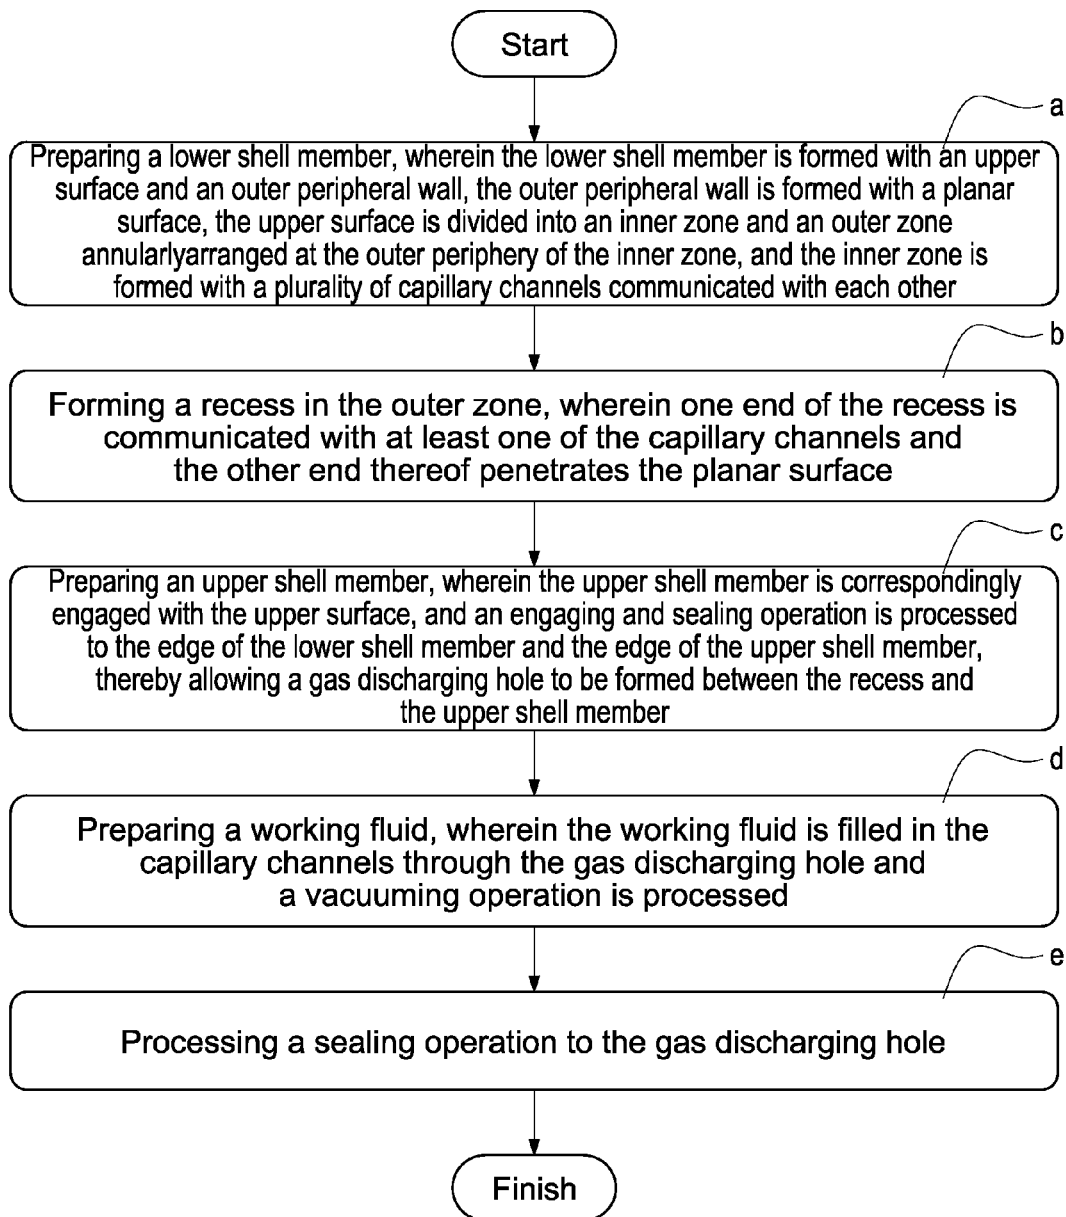 Start
a
Preparing a lower shell member, wherein the lower shell member is formed with an upper
surface and an outer peripheral wall, the outer peripheral wall is formed with a planar
surface, the upper surface is divided into an inner zone and an outer zone
annularlyarranged at the outer periphery of the inner zone, and the inner zone is
formed with a plurality of capillary channels communicated with each other
b
Forming a recess in the outer zone, wherein one end of the recess is
communicated with at least one of the capillary channels and
the other end thereof penetrates the planar surface
c
Preparing an upper shell member, wherein the upper shell member is correspondingly
engaged with the upper surface, and an engaging and sealing operation is processed
to the edge of the lower shell member and the edge of the upper shell member,
thereby allowing a gas discharging hole to be formed between the recess and
the upper shell member
d
Preparing a working fluid, wherein the working fluid is filled in the
capillary channels through the gas discharging hole and
a vacuuming operation is processed
e
Processing a sealing operation to the gas discharging hole
Finish